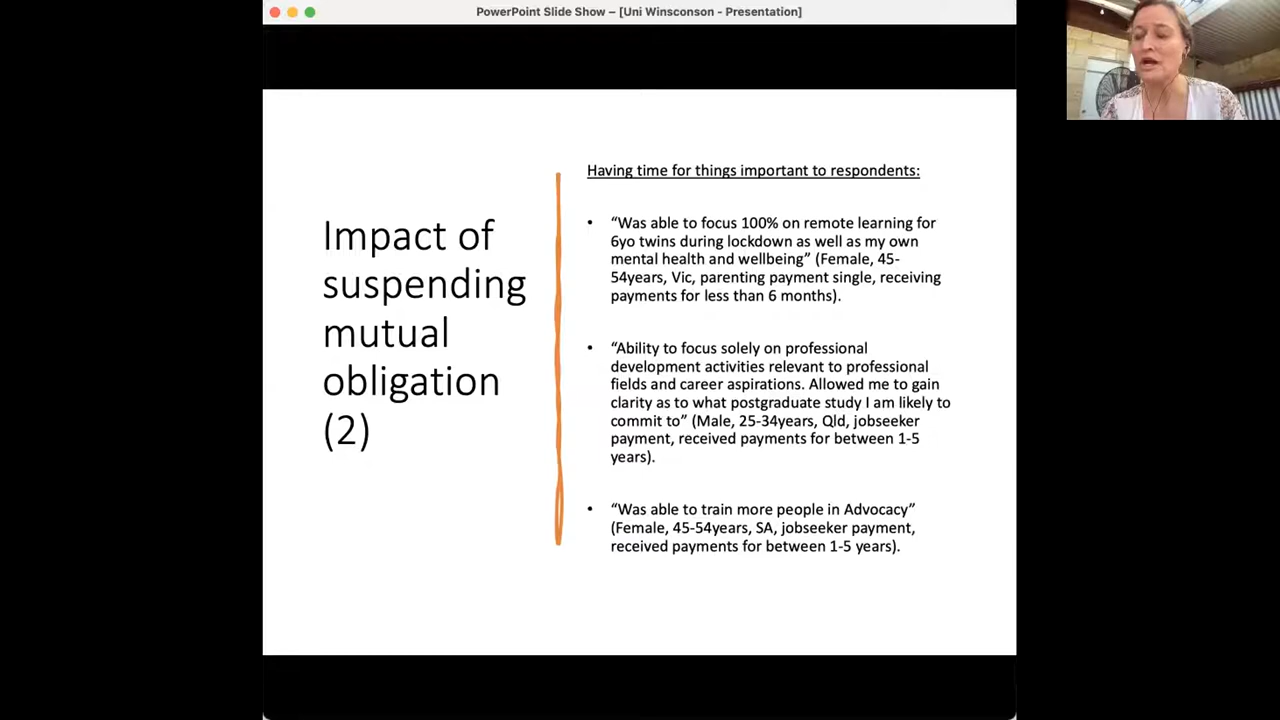 PowerPoint Slide Show – [Uni Winsconson - Presentation]
Impact of
suspending
mutual
obligation
(2)
Having time for things important to respondents:
• “Was able to focus 100% on remote learning for
6yo twins during lockdown as well as my own
mental health and wellbeing” (Female, 45-
54years, Vic, parenting payment single, receiving
payments for less than 6 months).
• “Ability to focus solely on professional
development activities relevant to professional
fields and career aspirations. Allowed me to gain
clarity as to what postgraduate study I am likely to
commit to” (Male, 25-34years, Qld, jobseeker
payment, received payments for between 1-5
years).
• “Was able to train more people in Advocacy”
(Female, 45-54years, SA, jobseeker payment,
received payments for between 1-5 years).